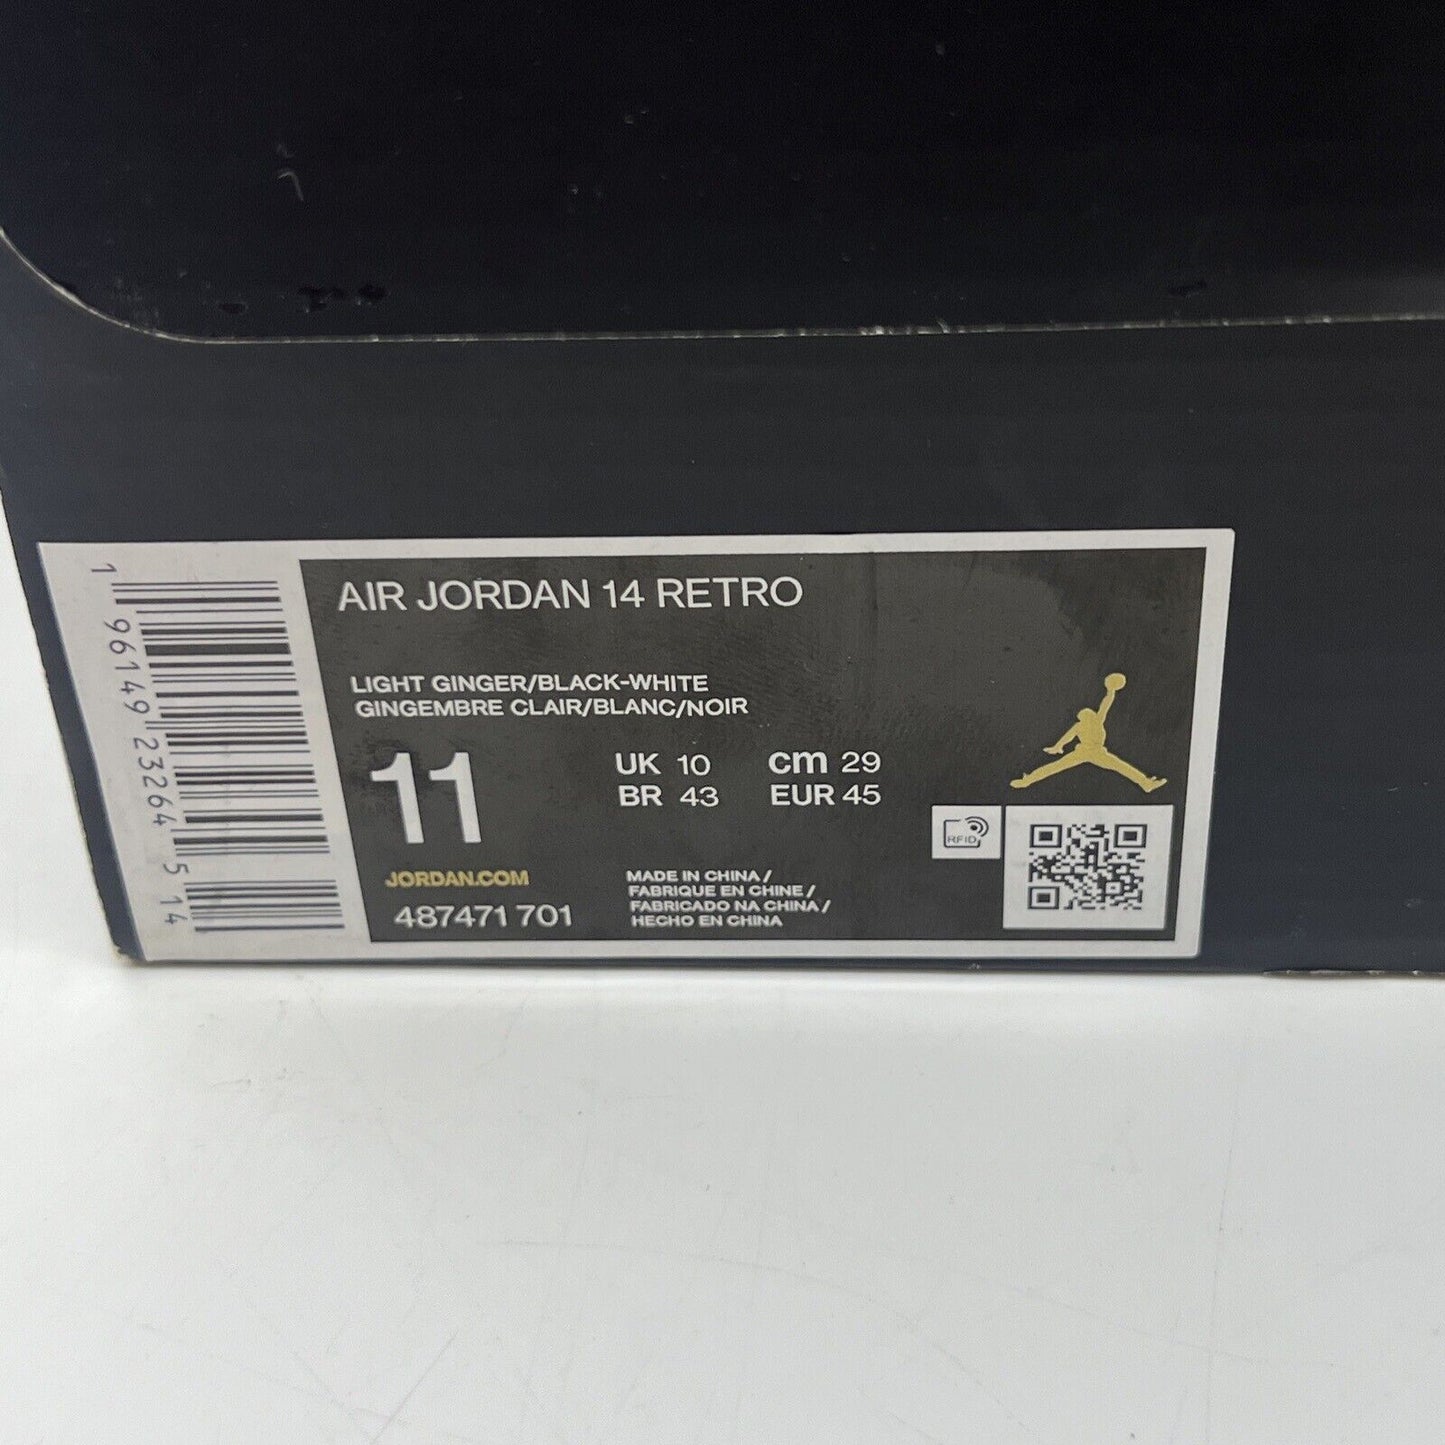 AIR JORDAN 14 RETRO
LIGHT GINGER/BLACK-WHITE
GINGEMBRE CLAIR/BLANC/NOIR
11
UK 10 cm 29
BR 43 EUR 45
JORDAN.COM
487471 701
MADE IN CHINA /
FABRIQUE EN CHINE /
FABRICADO NA CHINA /
HECHO EN CHINA
RFID
1 96149 23264 5 14